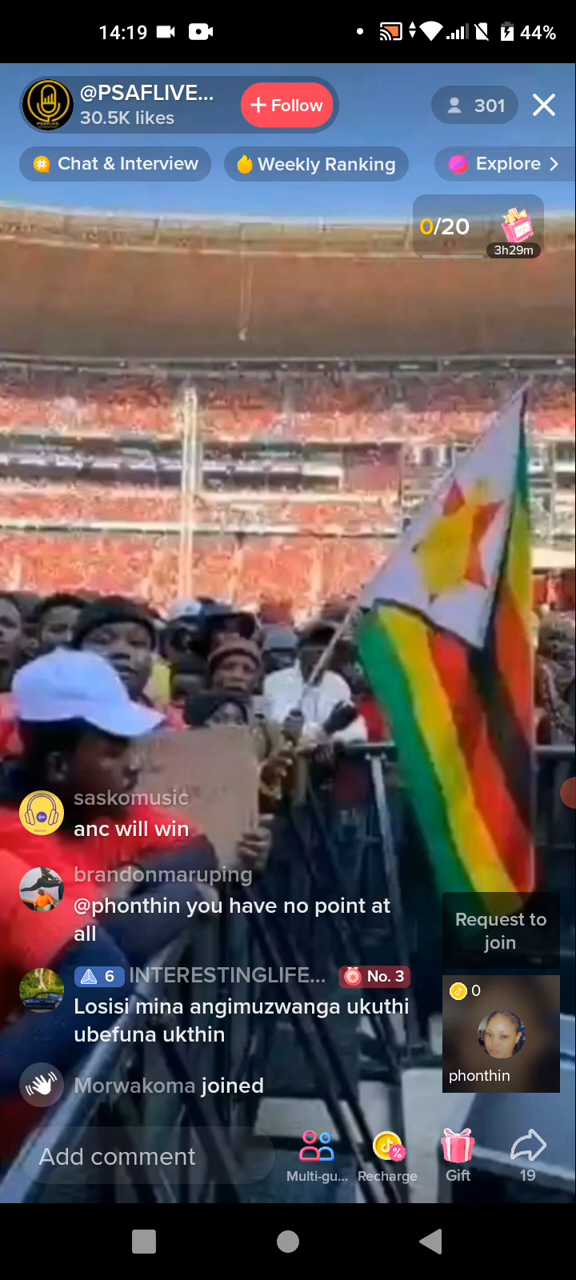 14:19
44%
@PSAFLIVE...
30.5K likes
+ Follow
301
Chat & Interview
Weekly Ranking
Explore >
0/20
3h29m
saskomusic
anc will win
brandonmaruping
@phonthin you have no point at
all
6 INTERESTINGLIFE... No. 3
Losisi mina angimuzwanga ukuthi
ubefuna ukthin
Morwakoma joined
Request to
join
0
phonthin
Add comment
Multi-gu...
Recharge
Gift
19